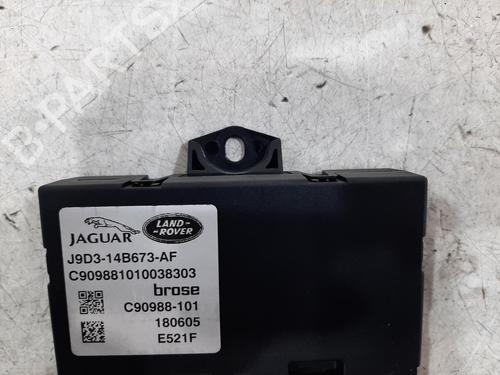 B-PARTS
JAGUAR
LAND-
ROVER
J9D3-14B673-AF
C909881010038303
brose
C90988-101
180605
E521F